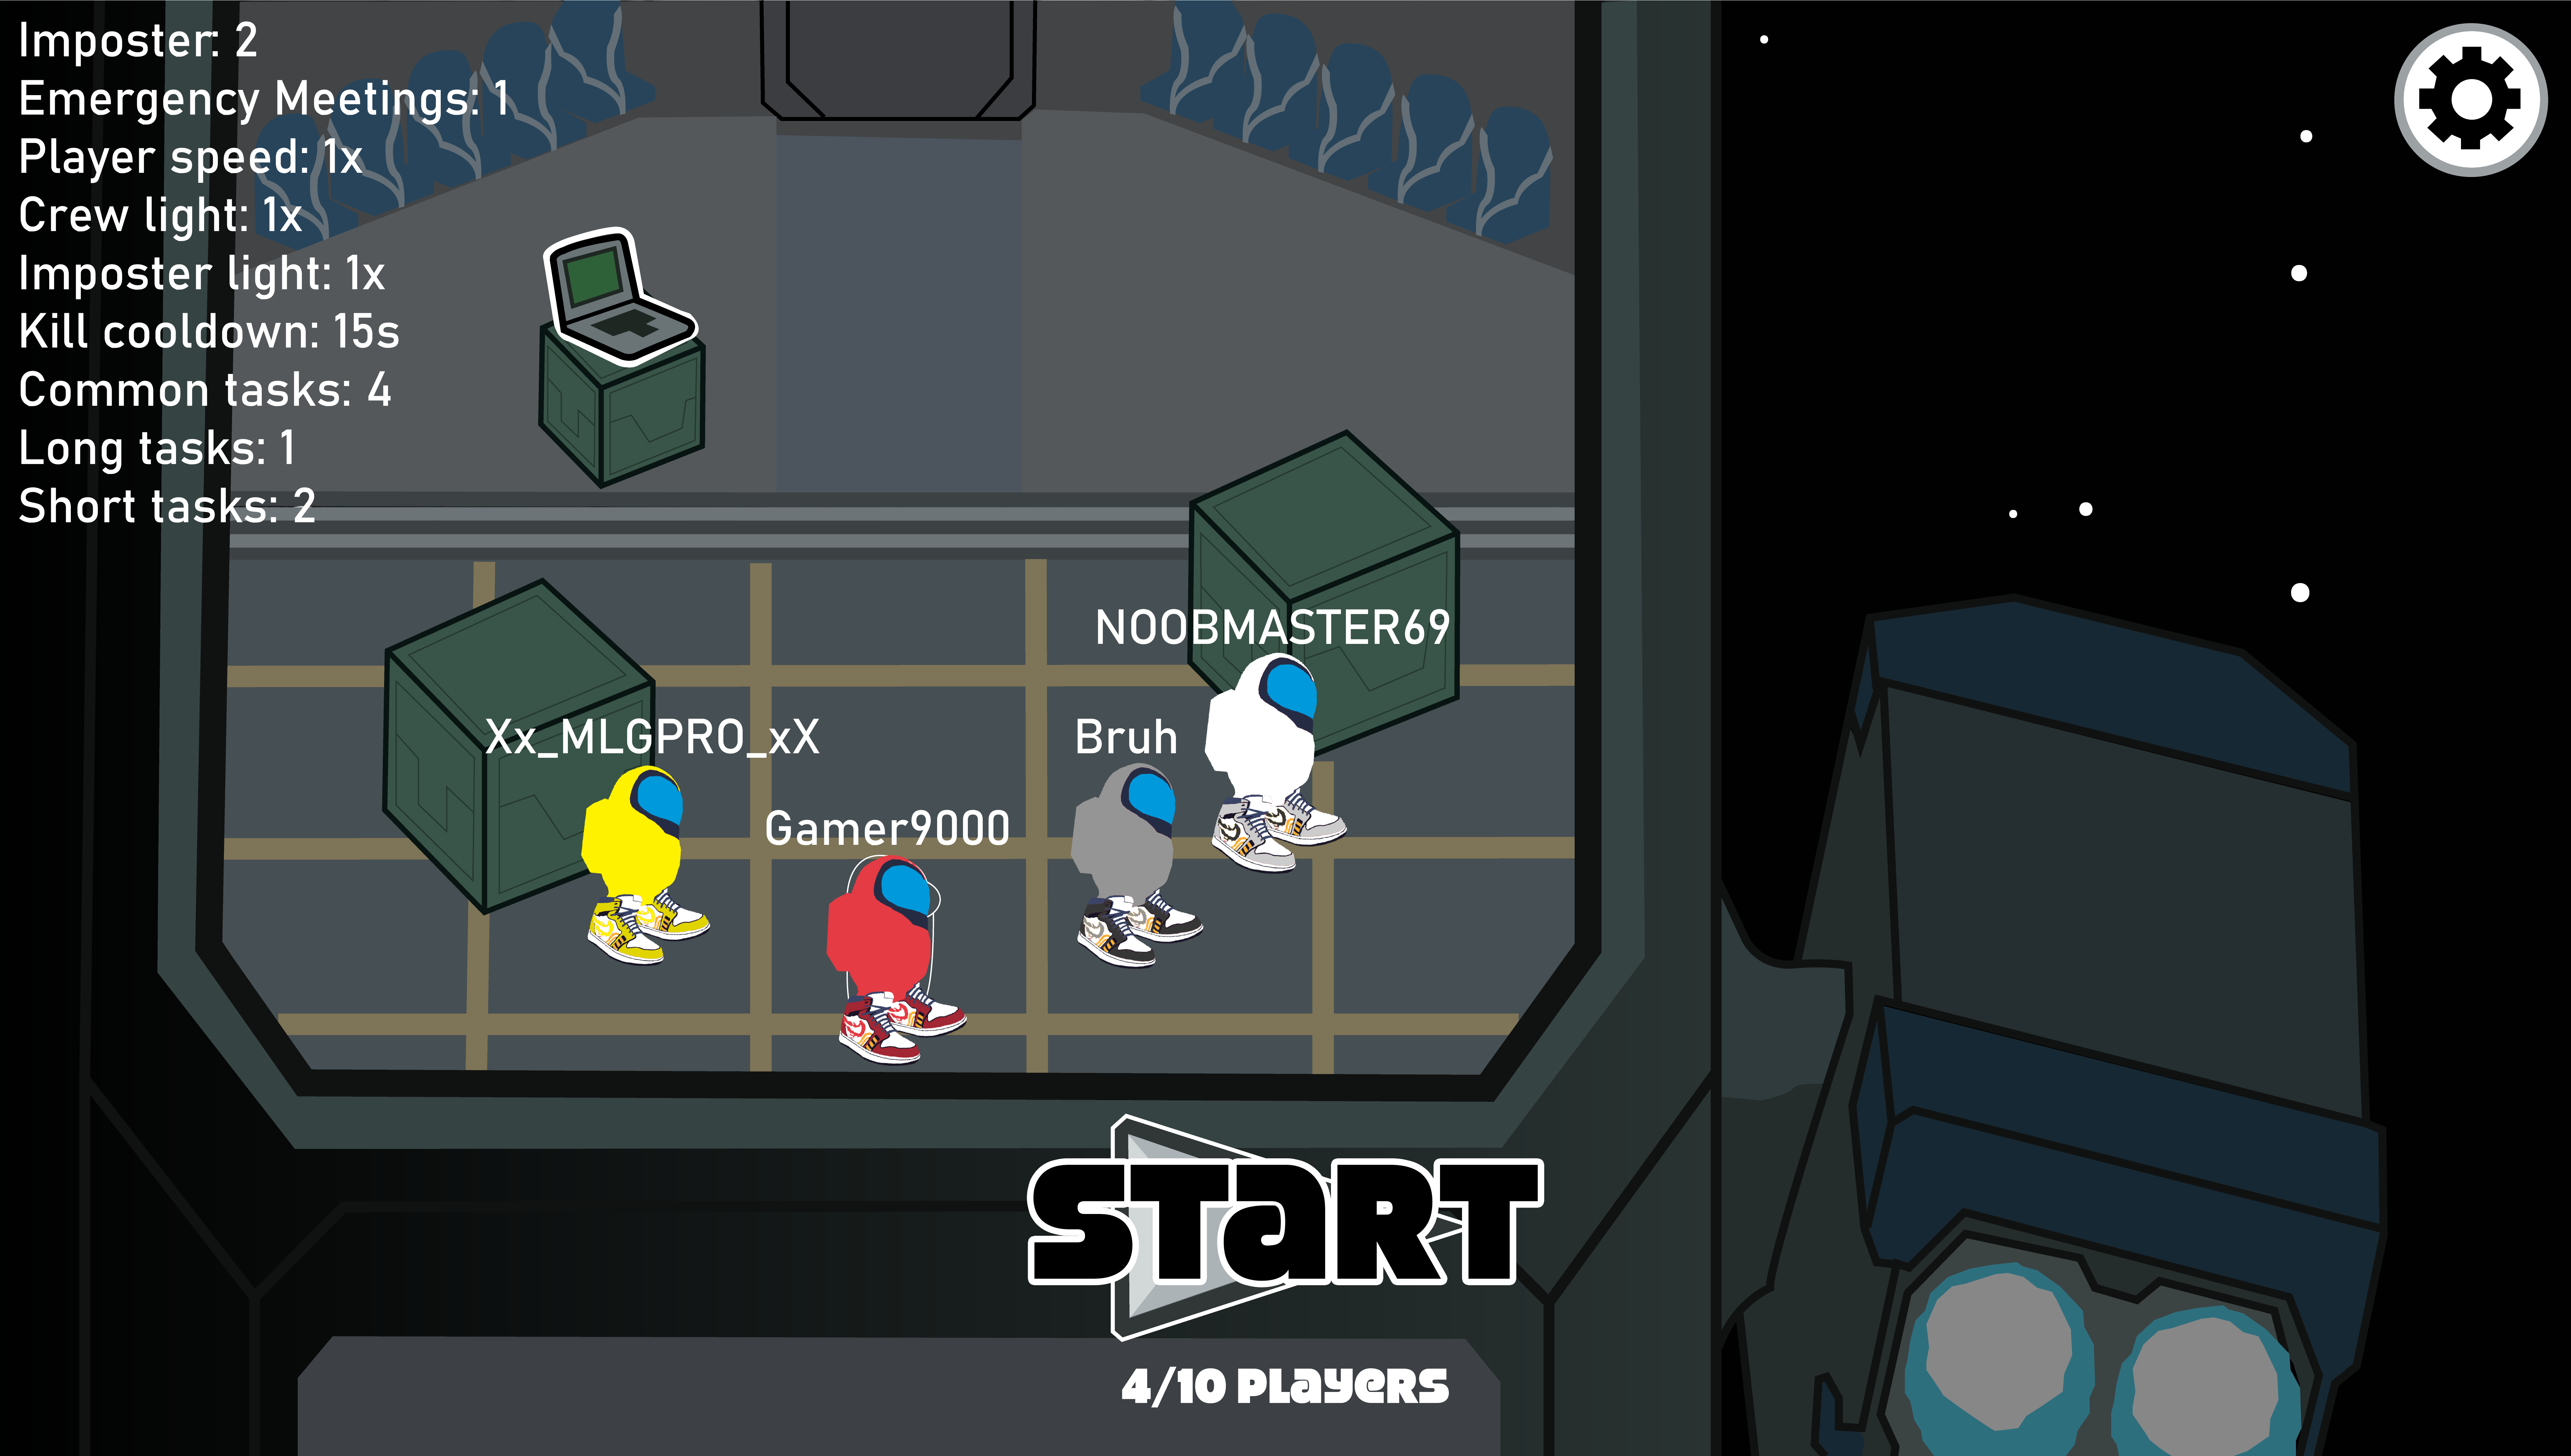 Imposter: 2
Emergency Meetings: 1
Player speed: 1x
Crew light: 1x
Imposter light: 1x
Kill cooldown: 15s
Common tasks: 4
Long tasks: 1
Short tasks: 2
NOOBMASTER69
Xx_MLGPRO_xX
Bruh
Gamer9000
START
4/10 PLAYERS